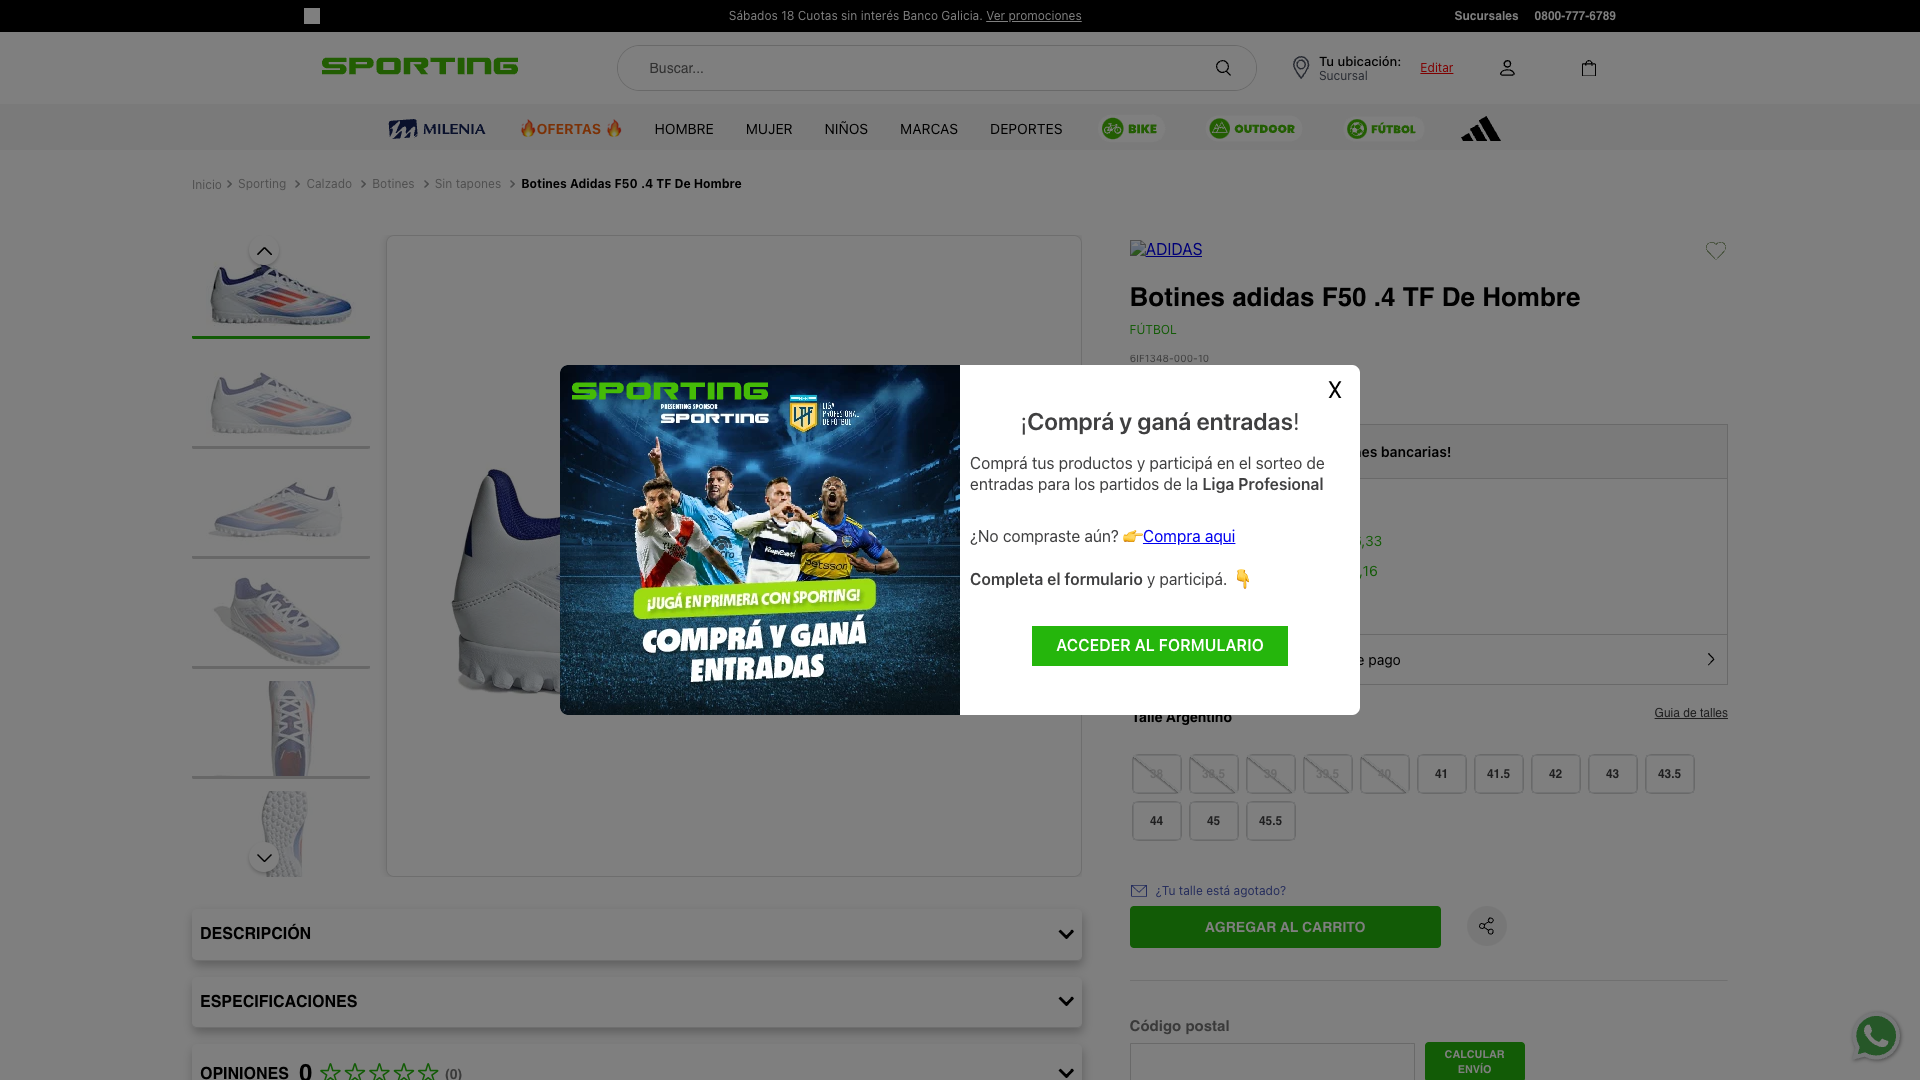 Sábados 18 Cuotas sin interés Banco Galicia. Ver promociones
Sucursales 0800-777-6789
SPORTING
Buscar...
Tu ubicación:
Sucursal
Editar
MILENIA
OFERTAS
HOMBRE
MUJER
NIÑOS
MARCAS
DEPORTES
BIKE
OUTDOOR
FÚTBOL
Inicio > Sporting > Calzado > Botines > Sin tapones > Botines Adidas F50 .4 TF De Hombre
ADIDAS
Botines adidas F50 .4 TF De Hombre
FÚTBOL
6IF1348-000-10
SPORTING
PRESENTING SPONSOR
SPORTING
LPF
LIGA
PROFESIONAL
DE FÚTBOL
betsson
¡JUGÁ EN PRIMERA CON SPORTING!
COMPRÁ Y GANÁ
ENTRADAS
X
¡Comprá y ganá entradas!
Comprá tus productos y participá en el sorteo de
entradas para los partidos de la Liga Profesional
¿No compraste aún? 👉Compra aqui
Completa el formulario y participá. 👇
ACCEDER AL FORMULARIO
nes bancarias!
,33
,16
e pago
Talle Argentino
Guia de talles
38 38.5 39 39.5 40 41 41.5 42 43 43.5
44 45 45.5
¿Tu talle está agotado?
AGREGAR AL CARRITO
DESCRIPCIÓN
ESPECIFICACIONES
OPINIONES 0 (0)
Código postal
CALCULAR
ENVÍO